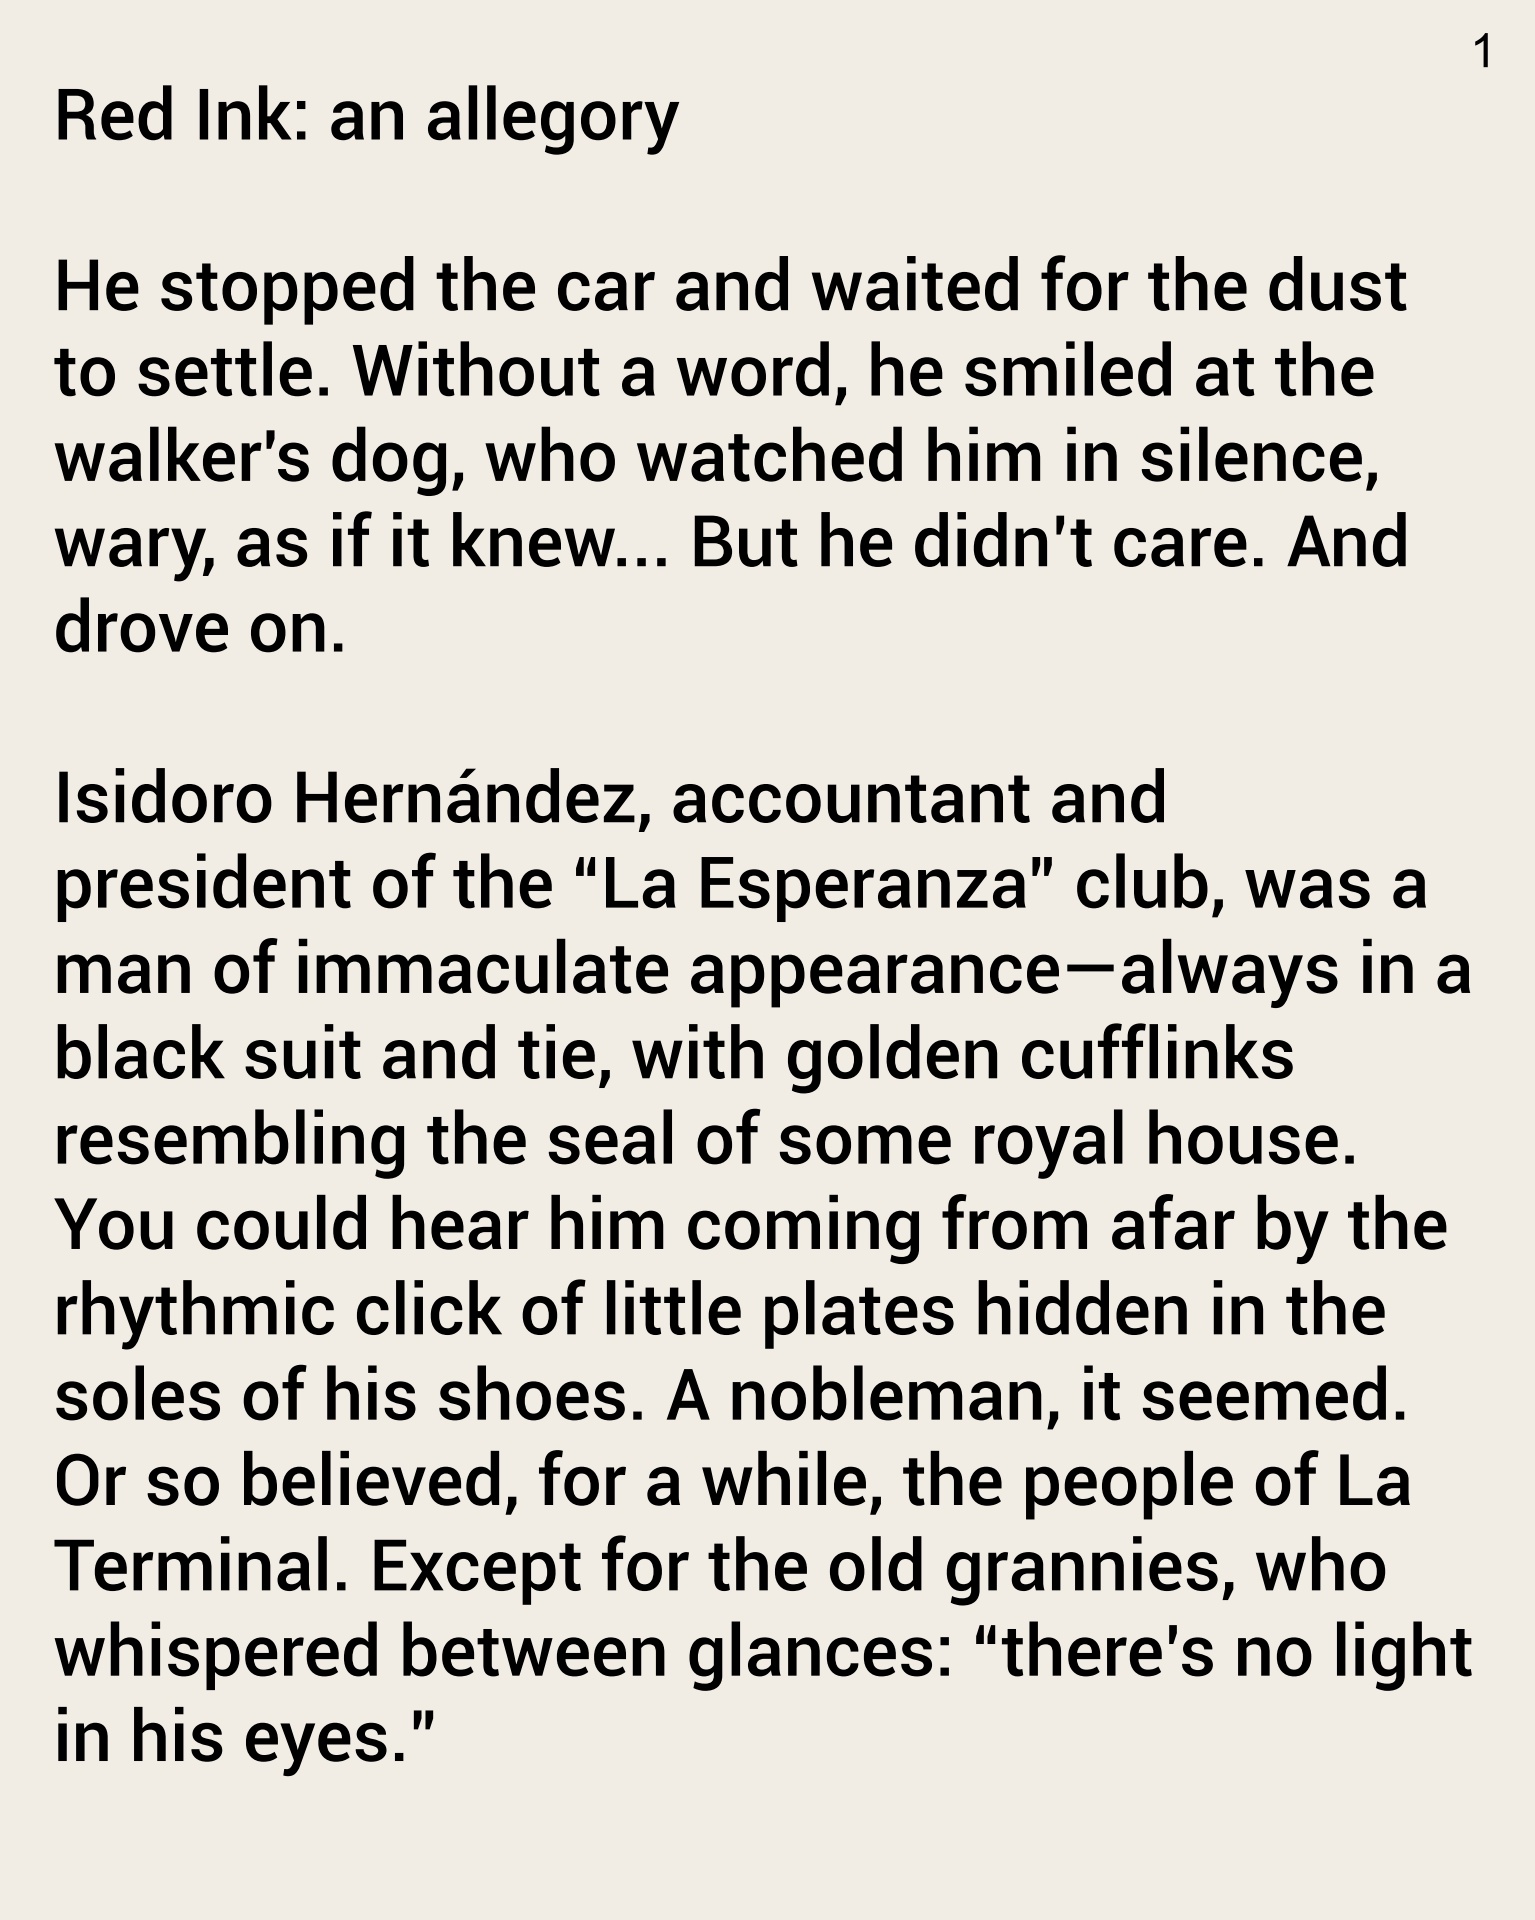 1
Red Ink: an allegory
He stopped the car and waited for the dust
to settle. Without a word, he smiled at the
walker's dog, who watched him in silence,
wary, as if it knew... But he didn't care. And
drove on.
Isidoro Hernández, accountant and
president of the “La Esperanza” club, was a
man of immaculate appearance—always in a
black suit and tie, with golden cufflinks
resembling the seal of some royal house.
You could hear him coming from afar by the
rhythmic click of little plates hidden in the
soles of his shoes. A nobleman, it seemed.
Or so believed, for a while, the people of La
Terminal. Except for the old grannies, who
whispered between glances: “there's no light
in his eyes.”